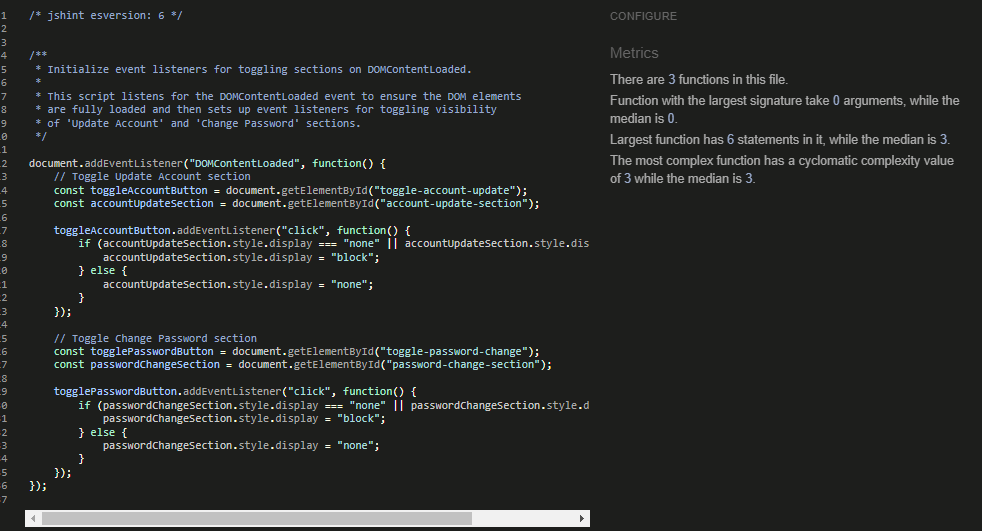 1 /* jshint esversion: 6 */
2
3
4 /**
5  * Initialize event listeners for toggling sections on DOMContentLoaded.
6  *
7  * This script listens for the DOMContentLoaded event to ensure the DOM elements
8  * are fully loaded and then sets up event listeners for toggling visibility
9  * of 'Update Account' and 'Change Password' sections.
0  */
1
2 document.addEventListener("DOMContentLoaded", function() {
3     // Toggle Update Account section
4     const toggleAccountButton = document.getElementById("toggle-account-update");
5     const accountUpdateSection = document.getElementById("account-update-section");
6
7     toggleAccountButton.addEventListener("click", function() {
8         if (accountUpdateSection.style.display === "none" || accountUpdateSection.style.dis
9             accountUpdateSection.style.display = "block";
0         } else {
1             accountUpdateSection.style.display = "none";
2         }
3     });
4
5     // Toggle Change Password section
6     const togglePasswordButton = document.getElementById("toggle-password-change");
7     const passwordChangeSection = document.getElementById("password-change-section");
8
9     togglePasswordButton.addEventListener("click", function() {
0         if (passwordChangeSection.style.display === "none" || passwordChangeSection.style.d
1             passwordChangeSection.style.display = "block";
2         } else {
3             passwordChangeSection.style.display = "none";
4         }
5     });
6 });
7
CONFIGURE
Metrics
There are 3 functions in this file.
Function with the largest signature take 0 arguments, while the
median is 0.
Largest function has 6 statements in it, while the median is 3.
The most complex function has a cyclomatic complexity value
of 3 while the median is 3.